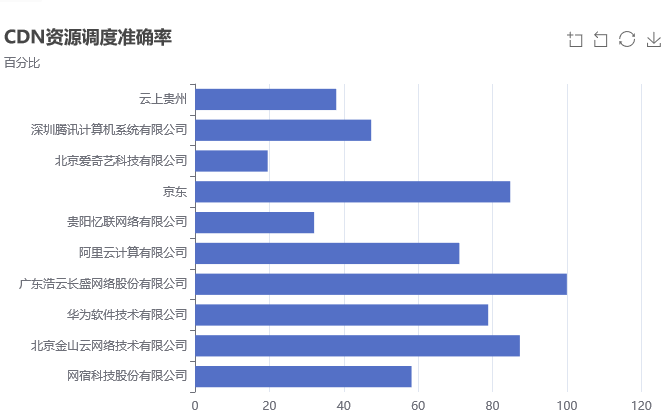 CDN资源调度准确率
百分比
云上贵州
深圳腾讯计算机系统有限公司
北京爱奇艺科技有限公司
京东
贵阳忆联网络有限公司
阿里云计算有限公司
广东浩云长盛网络股份有限公司
华为软件技术有限公司
北京金山云网络技术有限公司
网宿科技股份有限公司
0 20 40 60 80 100 120